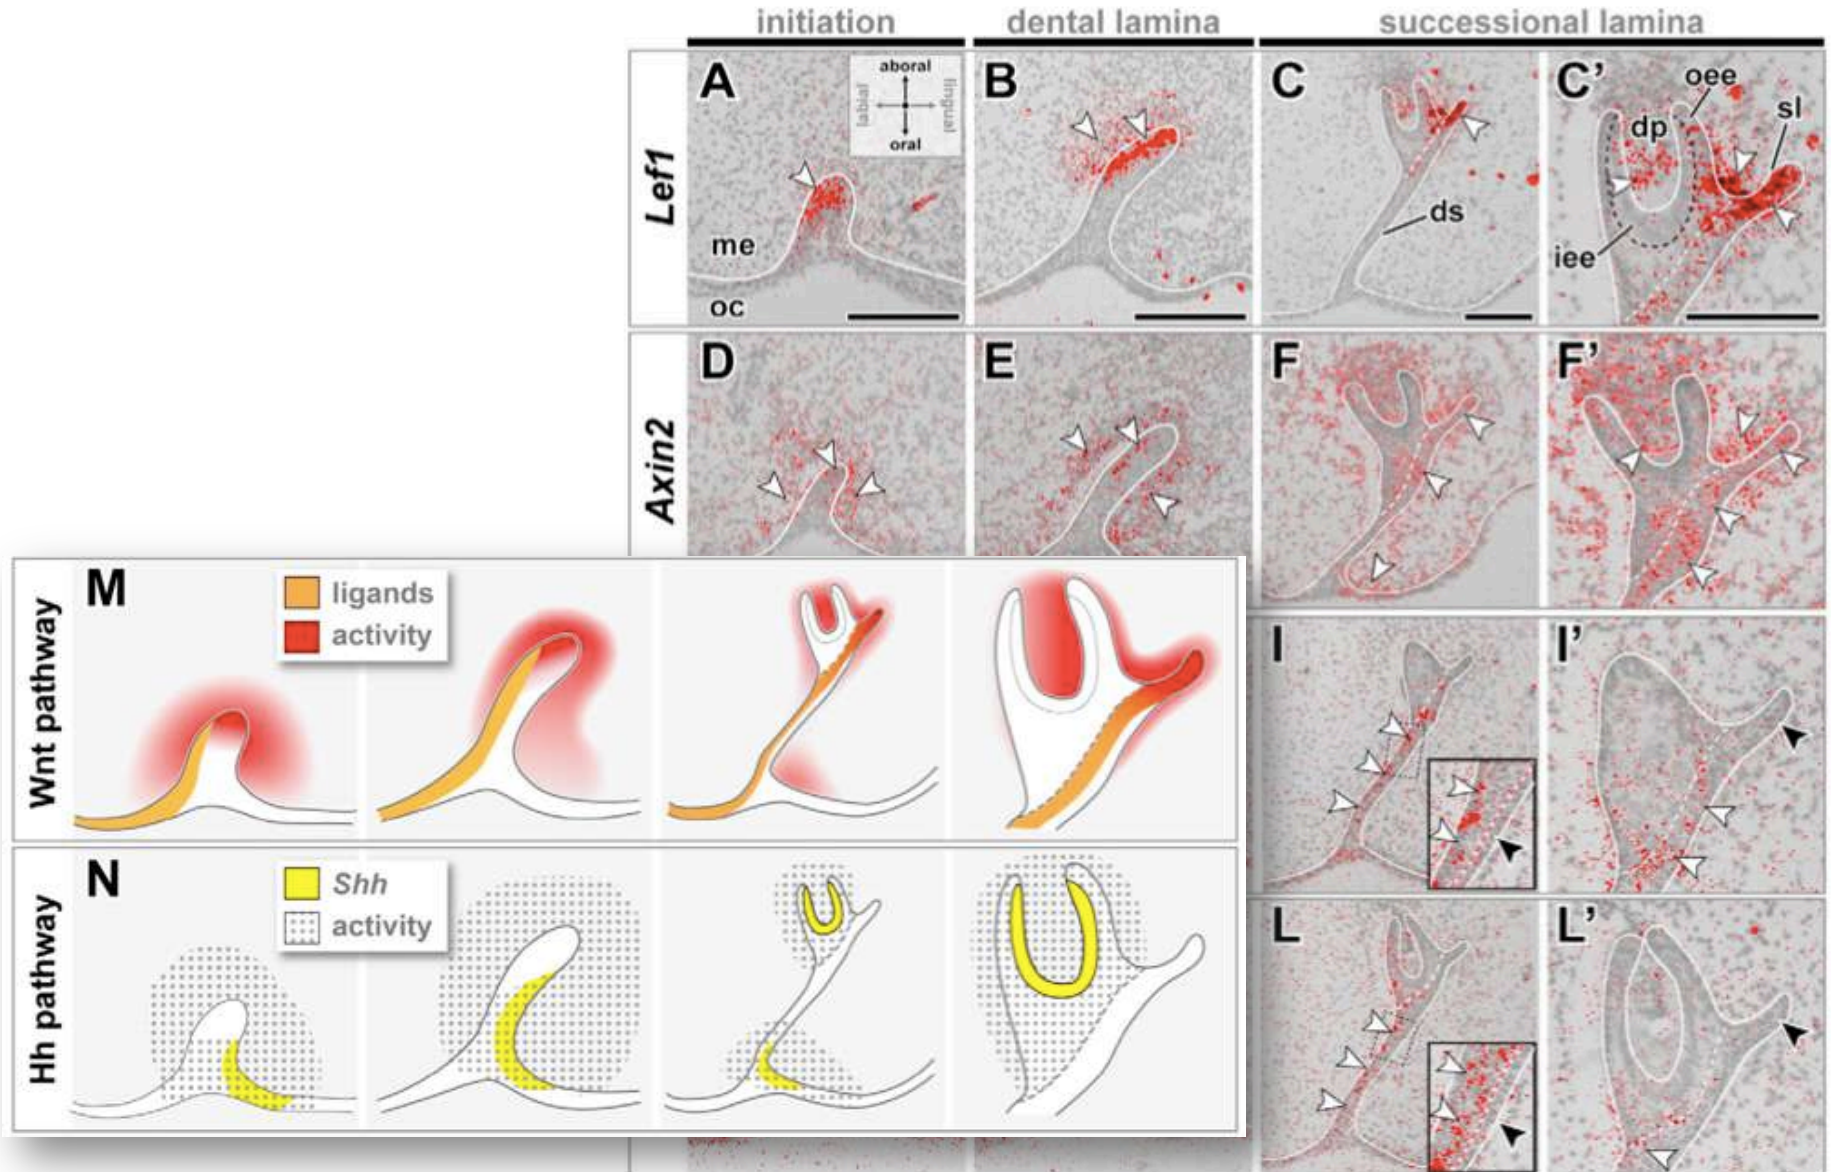 initiation dental lamina successional lamina
Lef1
A
aboral
labial
lingual
oral
me
oc
B
C
ds
C’
oee
dp
sl
iee
Axin2
D
E
F
F’
Wnt pathway
M
ligands
activity
I
I’
Hh pathway
N
Shh
activity
L
L’